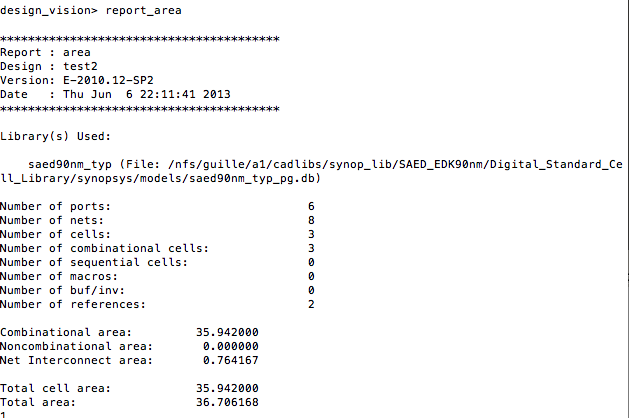 design_vision> report_area
****************************************
Report : area
Design : test2
Version: E-2010.12-SP2
Date   : Thu Jun  6 22:11:41 2013
****************************************
Library(s) Used:
saed90nm_typ (File: /nfs/guille/a1/cadlibs/synop_lib/SAED_EDK90nm/Digital_Standard_Ce
ll_Library/synopsys/models/saed90nm_typ_pg.db)
Number of ports: 6
Number of nets: 8
Number of cells: 3
Number of combinational cells: 3
Number of sequential cells: 0
Number of macros: 0
Number of buf/inv: 0
Number of references: 2
Combinational area: 35.942000
Noncombinational area: 0.000000
Net Interconnect area: 0.764167
Total cell area: 35.942000
Total area: 36.706168
1